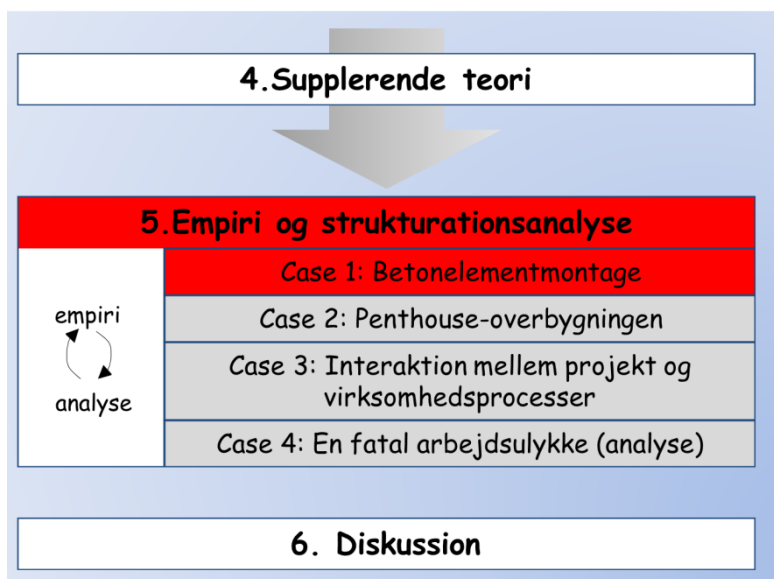 4.Supplerende teori
5.Empiri og strukturationsanalyse
Case 1: Betonelementmontage
empiri
analyse
Case 2: Penthouse-overbygningen
Case 3: Interaktion mellem projekt og
virksomhedsprocesser
Case 4: En fatal arbejdsulykke (analyse)
6. Diskussion